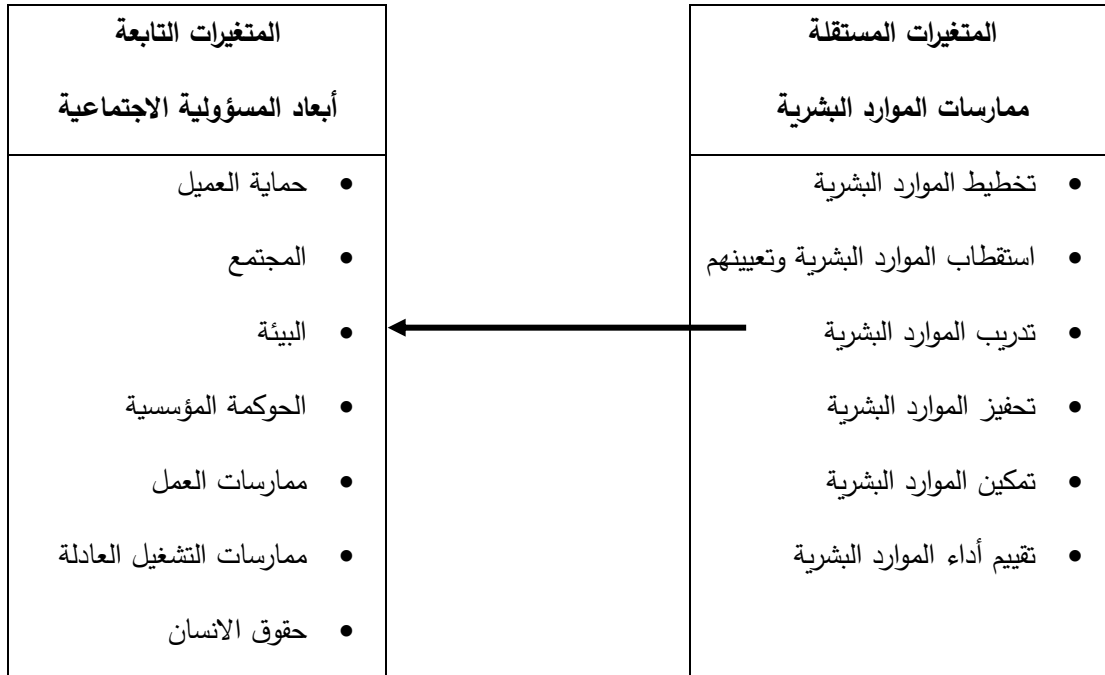 المتغيرات المستقلة
ممارسات الموارد البشرية
• تخطيط الموارد البشرية
• استقطاب الموارد البشرية وتعيينهم
• تدريب الموارد البشرية
• تحفيز الموارد البشرية
• تمكين الموارد البشرية
• تقييم أداء الموارد البشرية
المتغيرات التابعة
أبعاد المسؤولية الاجتماعية
• حماية العميل
• المجتمع
• البيئة
• الحوكمة المؤسسية
• ممارسات العمل
• ممارسات التشغيل العادلة
• حقوق الانسان